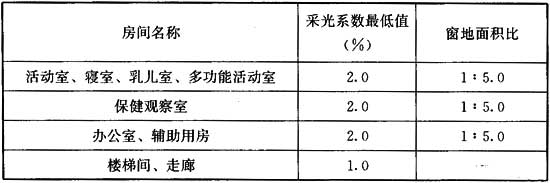 房间名称 采光系数最低值（％） 窗地面积比
活动室、寝室、乳儿室、多功能活动室 2.0 1∶5.0
保健观察室 2.0 1∶5.0
办公室、辅助用房 2.0 1∶5.0
楼梯间、走廊 1.0 —